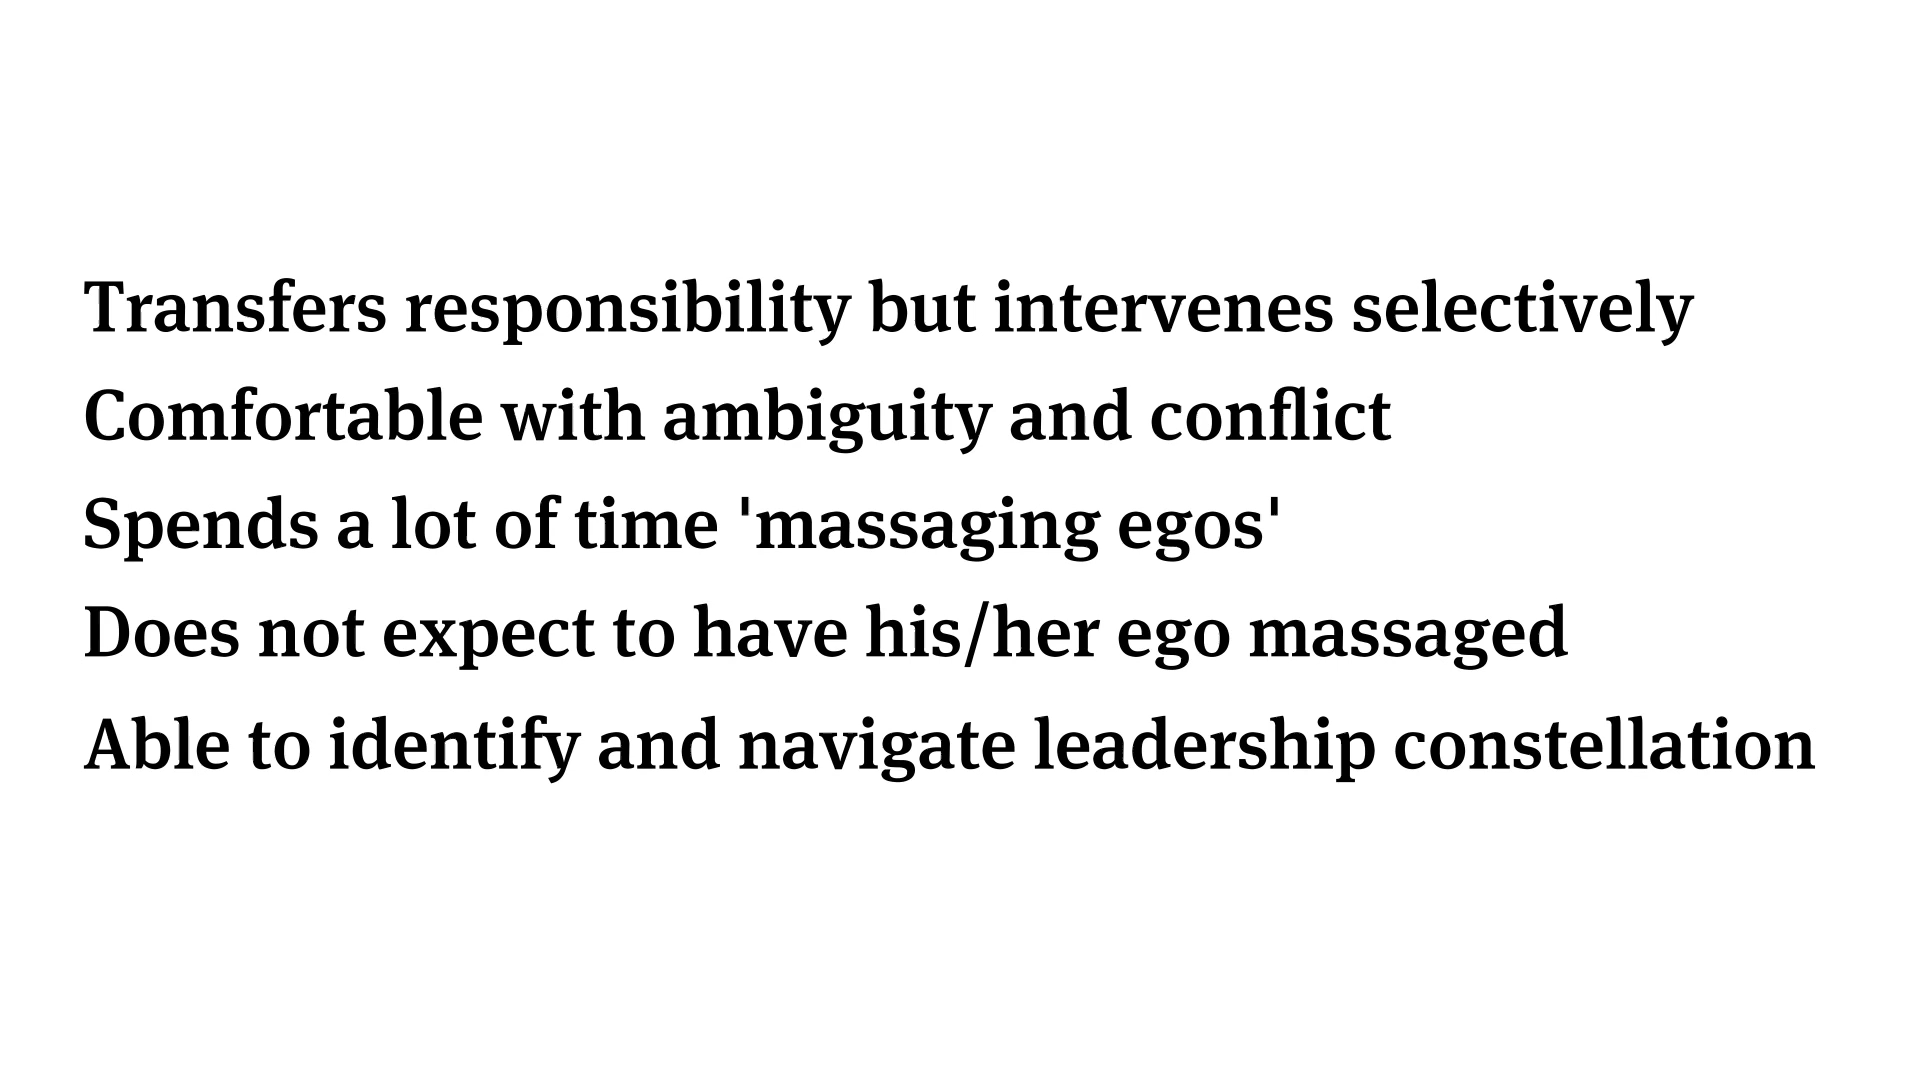 Transfers responsibility but intervenes selectively
Comfortable with ambiguity and conflict
Spends a lot of time 'massaging egos'
Does not expect to have his/her ego massaged
Able to identify and navigate leadership constellation